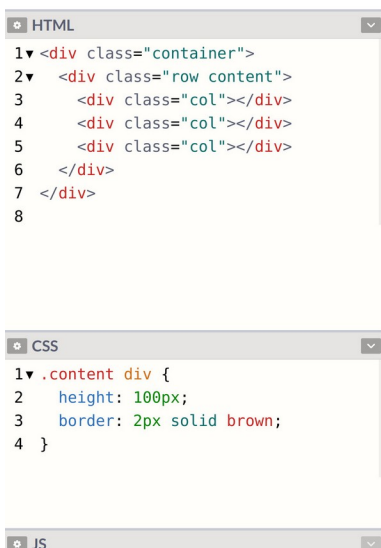 HTML
1▾ <div class="container">
2▾   <div class="row content">
3      <div class="col"></div>
4      <div class="col"></div>
5      <div class="col"></div>
6    </div>
7  </div>
8
CSS
1▾ .content div {
2    height: 100px;
3    border: 2px solid brown;
4  }
JS